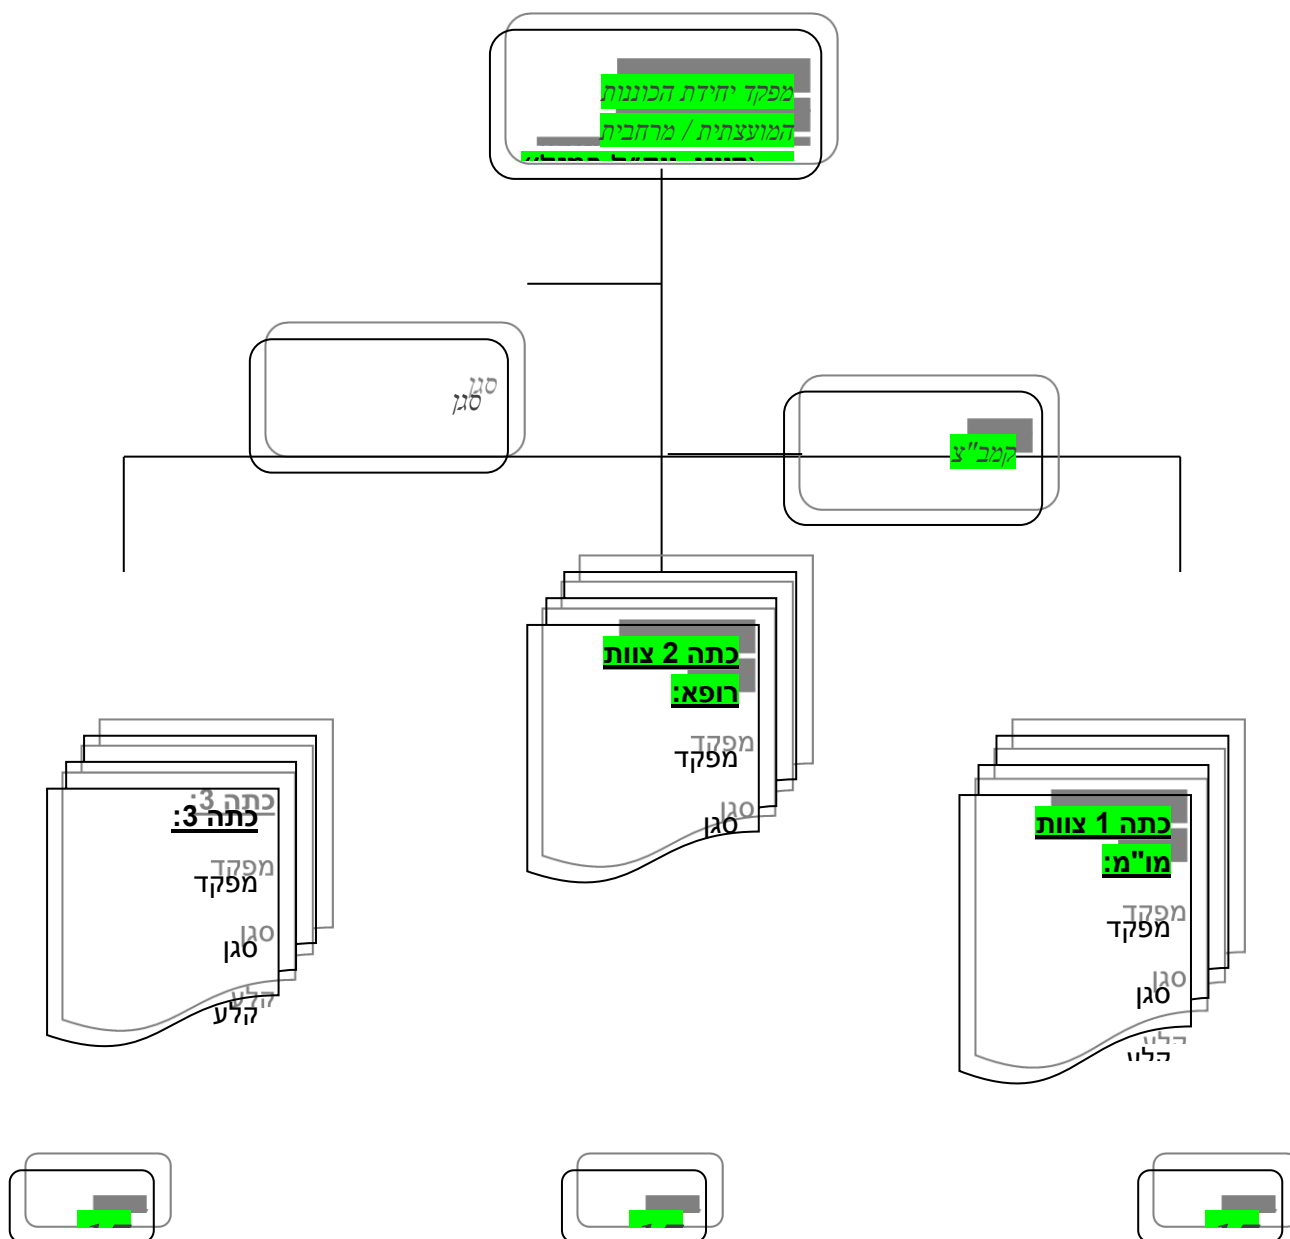 מפקד יחידת הכוננות
המועצתית / מרחבית
סגן
קמב"צ
כתה 1 צוות
מו"מ:
מפקד
סגן
קלע
כתה 2 צוות
רופא:
מפקד
סגן
כתה 3:
מפקד
סגן
קלע